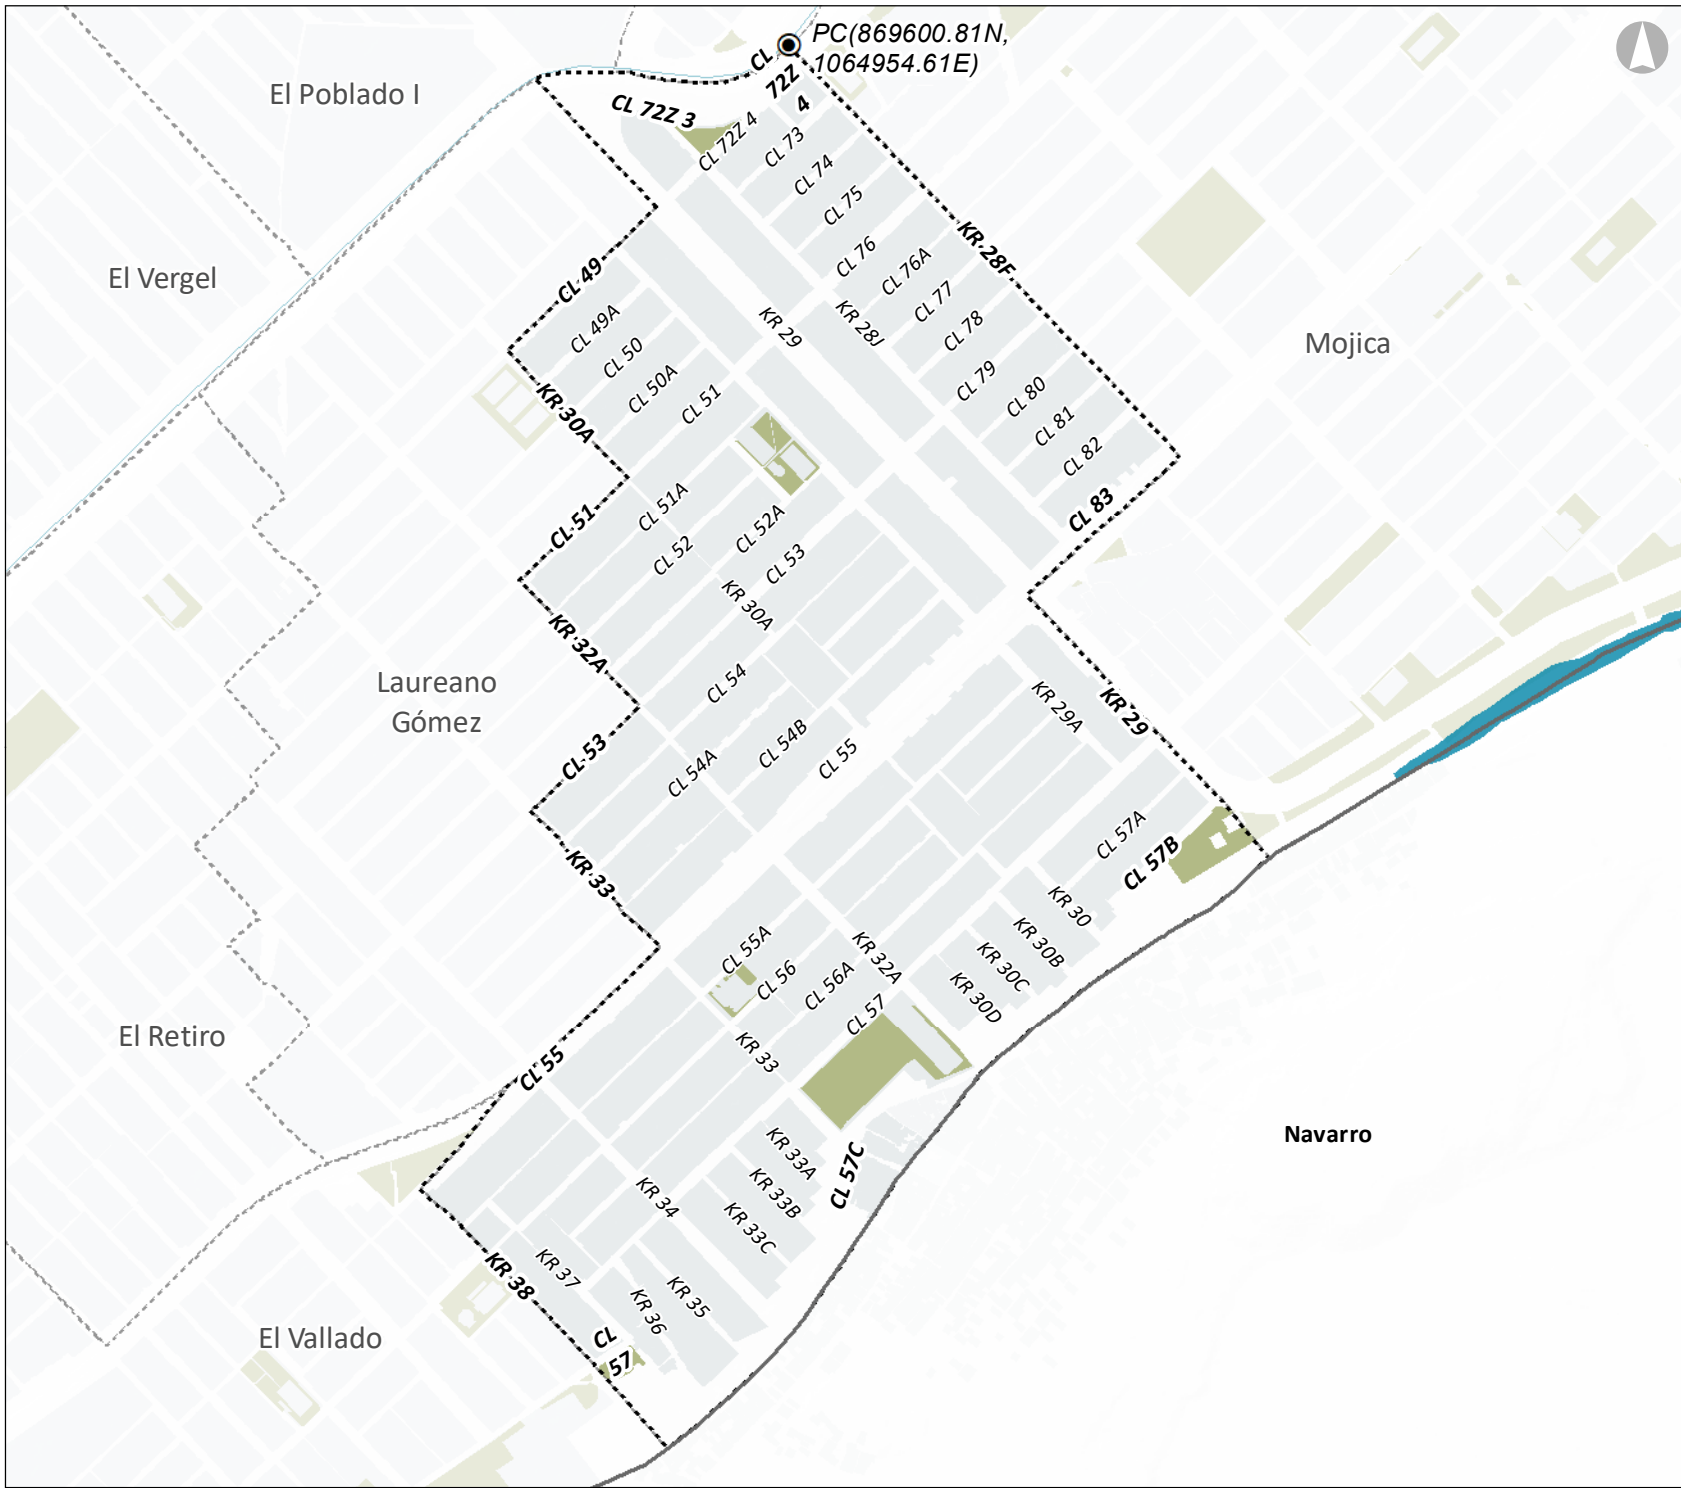 PC(869600.81N,
1064954.61E)
CL
72Z
4
El Poblado I
CL 72Z 3
CL 72Z 4
CL 73
CL 74
CL 75
CL 76
CL 76A
CL 77
CL 78
CL 79
CL 80
CL 81
CL 82
CL 83
KR 28F
KR 28J
KR 29
El Vergel
Mojica
CL 49
CL 49A
CL 50
CL 50A
CL 51
KR 30A
CL 51
CL 51A
CL 52
CL 52A
CL 53
KR 30A
KR 32A
Laureano
Gómez
CL 54
CL 53
CL 54A
CL 54B
CL 55
KR 29A
KR 29
KR 33
CL 57A
CL 57B
KR 30
KR 30B
KR 30C
KR 30D
KR 32A
CL 55A
CL 56
CL 56A
CL 57
KR 33
El Retiro
CL 55
Navarro
KR 33A
KR 33B
KR 33C
CL 57C
KR 34
KR 35
KR 36
KR 37
KR 38
El Vallado
CL
57